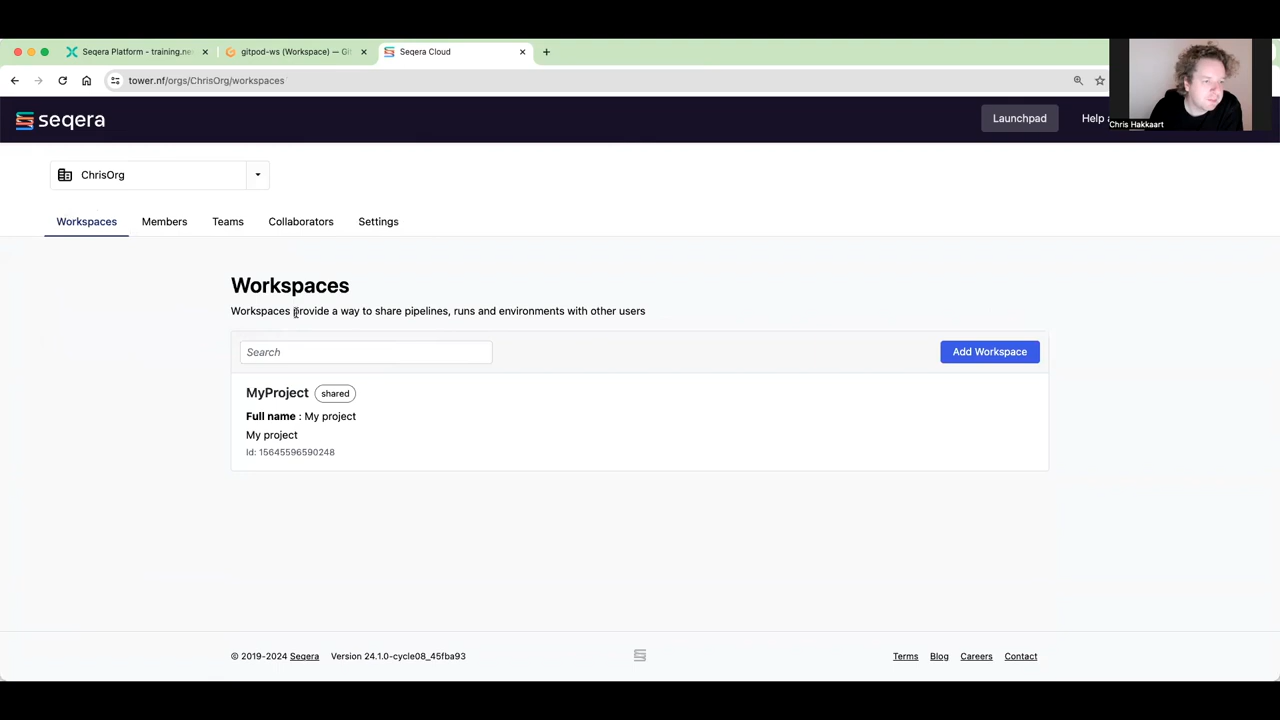 Seqera Platform - training.ne
gitpod-ws (Workspace) — Gi
Seqera Cloud
tower.nf/orgs/ChrisOrg/workspaces
Chris Hakkaart
seqera
Launchpad
Help
ChrisOrg
Workspaces
Members
Teams
Collaborators
Settings
Workspaces
Workspaces provide a way to share pipelines, runs and environments with other users
Search
Add Workspace
MyProject shared
Full name : My project
My project
Id: 15645596590248
© 2019-2024 Seqera
Version 24.1.0-cycle08_45fba93
Terms
Blog
Careers
Contact